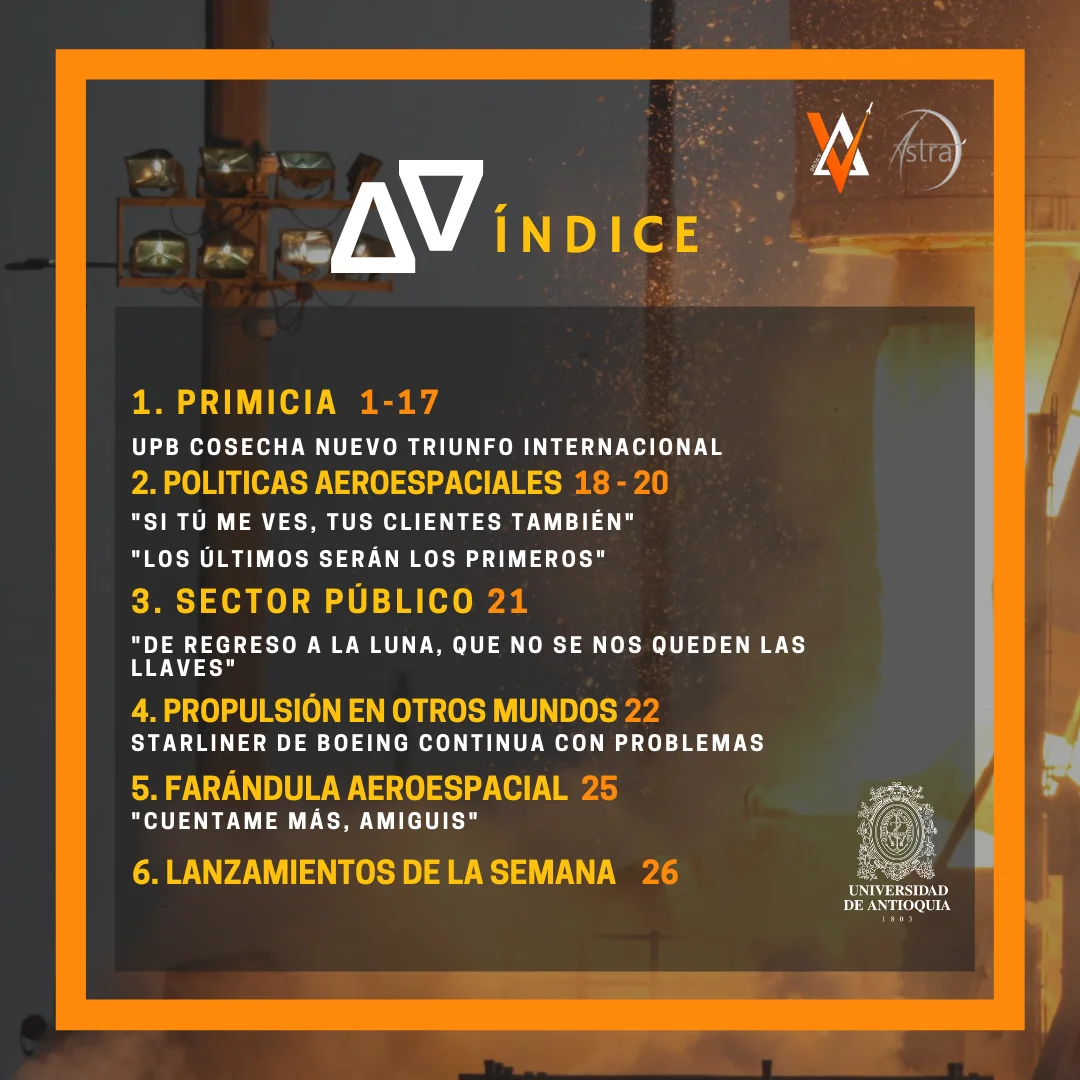 ÍNDICE
Astra
1. PRIMICIA 1-17
UPB COSECHA NUEVO TRIUNFO INTERNACIONAL
2. POLITICAS AEROESPACIALES 18 - 20
"SI TÚ ME VES, TUS CLIENTES TAMBIÉN"
"LOS ÚLTIMOS SERÁN LOS PRIMEROS"
3. SECTOR PÚBLICO 21
"DE REGRESO A LA LUNA, QUE NO SE NOS QUEDEN LAS
LLAVES"
4. PROPULSIÓN EN OTROS MUNDOS 22
STARLINER DE BOEING CONTINUA CON PROBLEMAS
5. FARÁNDULA AEROESPACIAL 25
"CUENTAME MÁS, AMIGUIS"
6. LANZAMIENTOS DE LA SEMANA 26
UNIVERSIDAD
DE ANTIOQUIA
1803